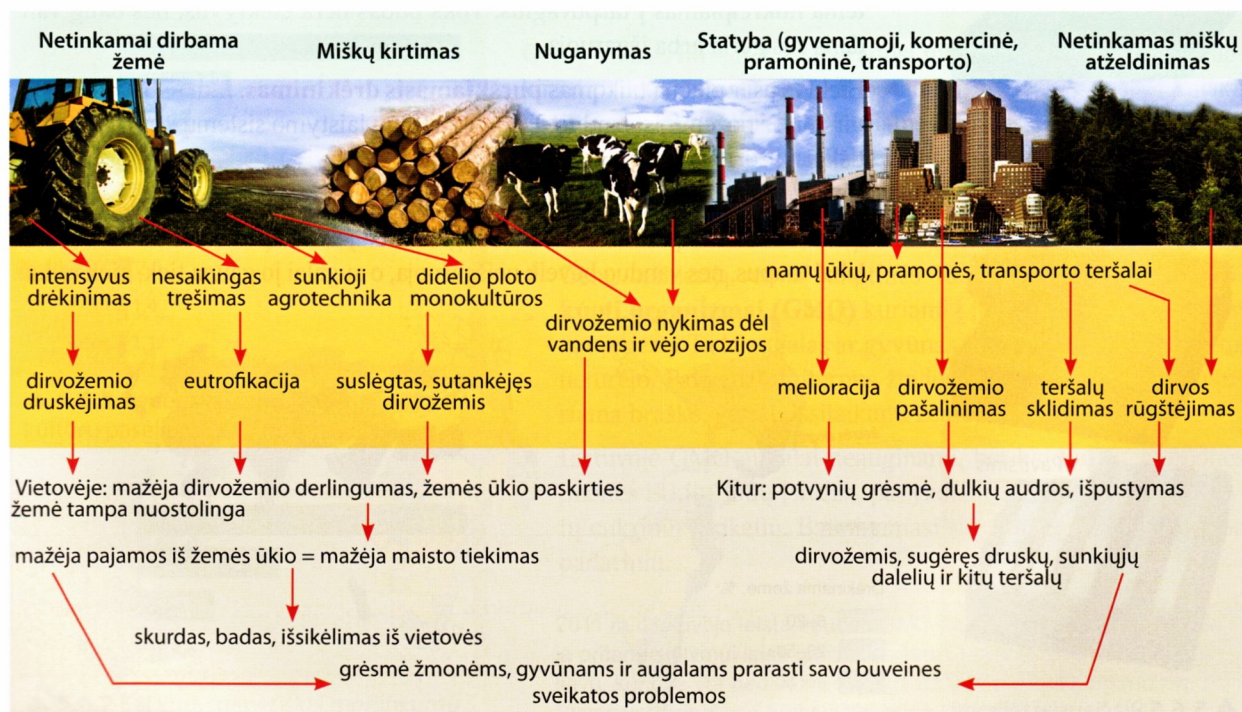 Netinkamai dirbama
žemė
Miškų kirtimas
Nuganymas
Statyba (gyvenamoji, komercinė,
pramoninė, transporto)
Netinkamas miškų
atželdinimas
intensyvus
drėkinimas
nesaikingas
tręšimas
sunkioji
agrotechnika
didelio ploto
monokultūros
dirvožemio nykimas dėl
vandens ir vėjo erozijos
namų ūkių, pramonės, transporto teršalai
dirvožemio
druskėjimas
eutrofikacija
suslėgtas, sutankėjęs
dirvožemis
melioracija
dirvožemio
pašalinimas
teršalų
sklidimas
dirvos
rūgštėjimas
Vietovėje: mažėja dirvožemio derlingumas, žemės ūkio paskirties
žemė tampa nuostolinga
Kitur: potvynių grėsmė, dulkių audros, išpustymas
mažėja pajamos iš žemės ūkio = mažėja maisto tiekimas
dirvožemis, sugėręs druskų, sunkiųjų
dalelių ir kitų teršalų
skurdas, badas, išsikėlimas iš vietovės
grėsmė žmonėms, gyvūnams ir augalams prarasti savo buveines
sveikatos problemos